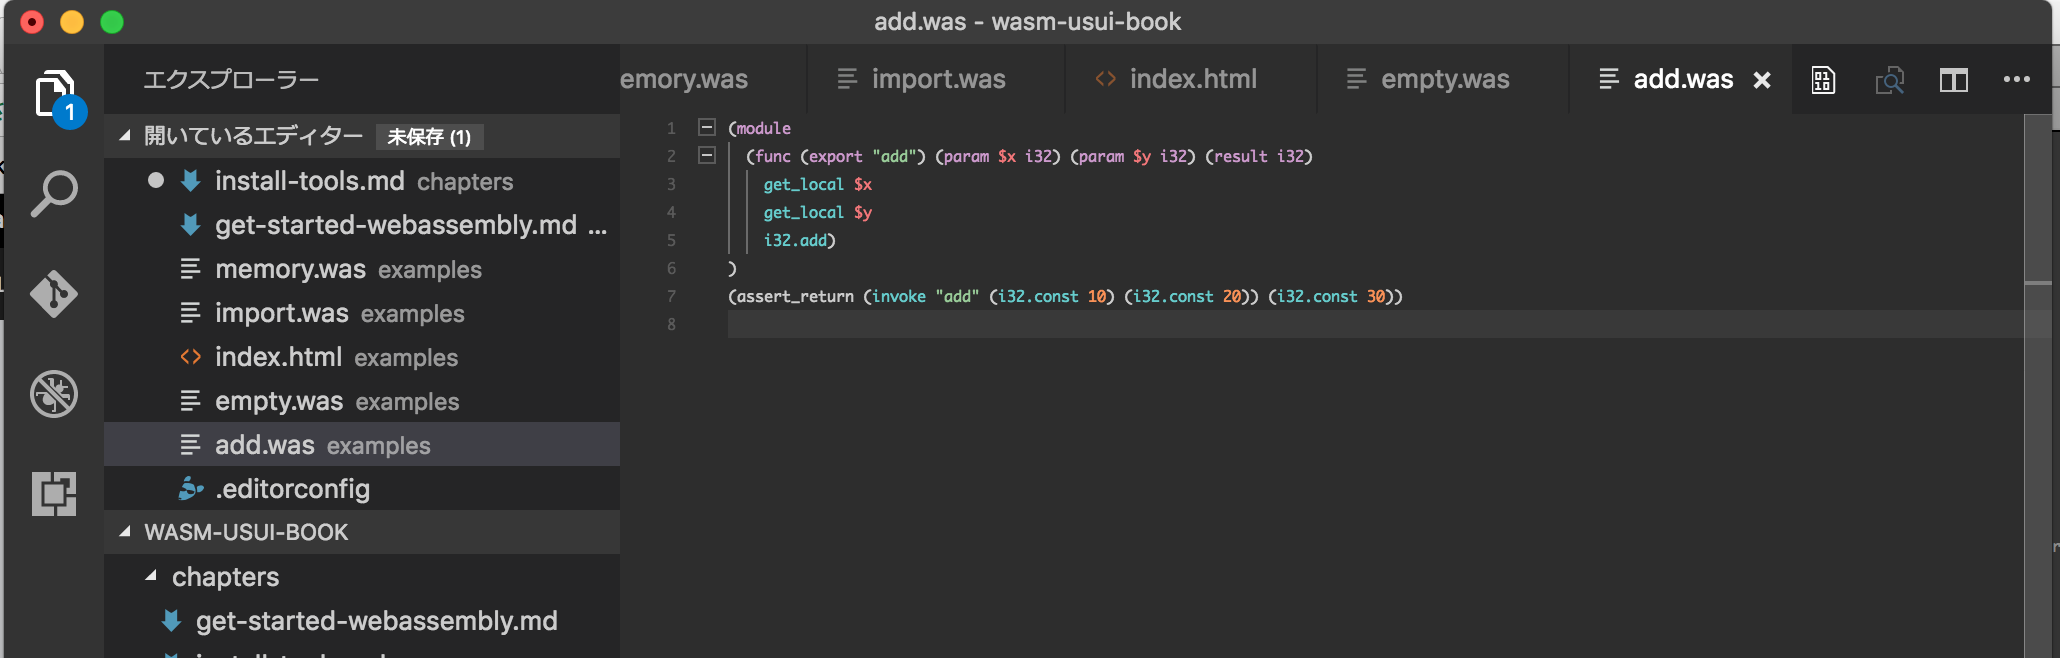 add.was - wasm-usui-book
エクスプローラー
1
開いているエディター 未保存 (1)
install-tools.md chapters
get-started-webassembly.md ...
memory.was examples
import.was examples
index.html examples
empty.was examples
add.was examples
.editorconfig
WASM-USUI-BOOK
chapters
get-started-webassembly.md
emory.was
import.was
index.html
empty.was
add.was
1 (module
2 (func (export "add") (param $x i32) (param $y i32) (result i32)
3 get_local $x
4 get_local $y
5 i32.add)
6 )
7 (assert_return (invoke "add" (i32.const 10) (i32.const 20)) (i32.const 30))
8